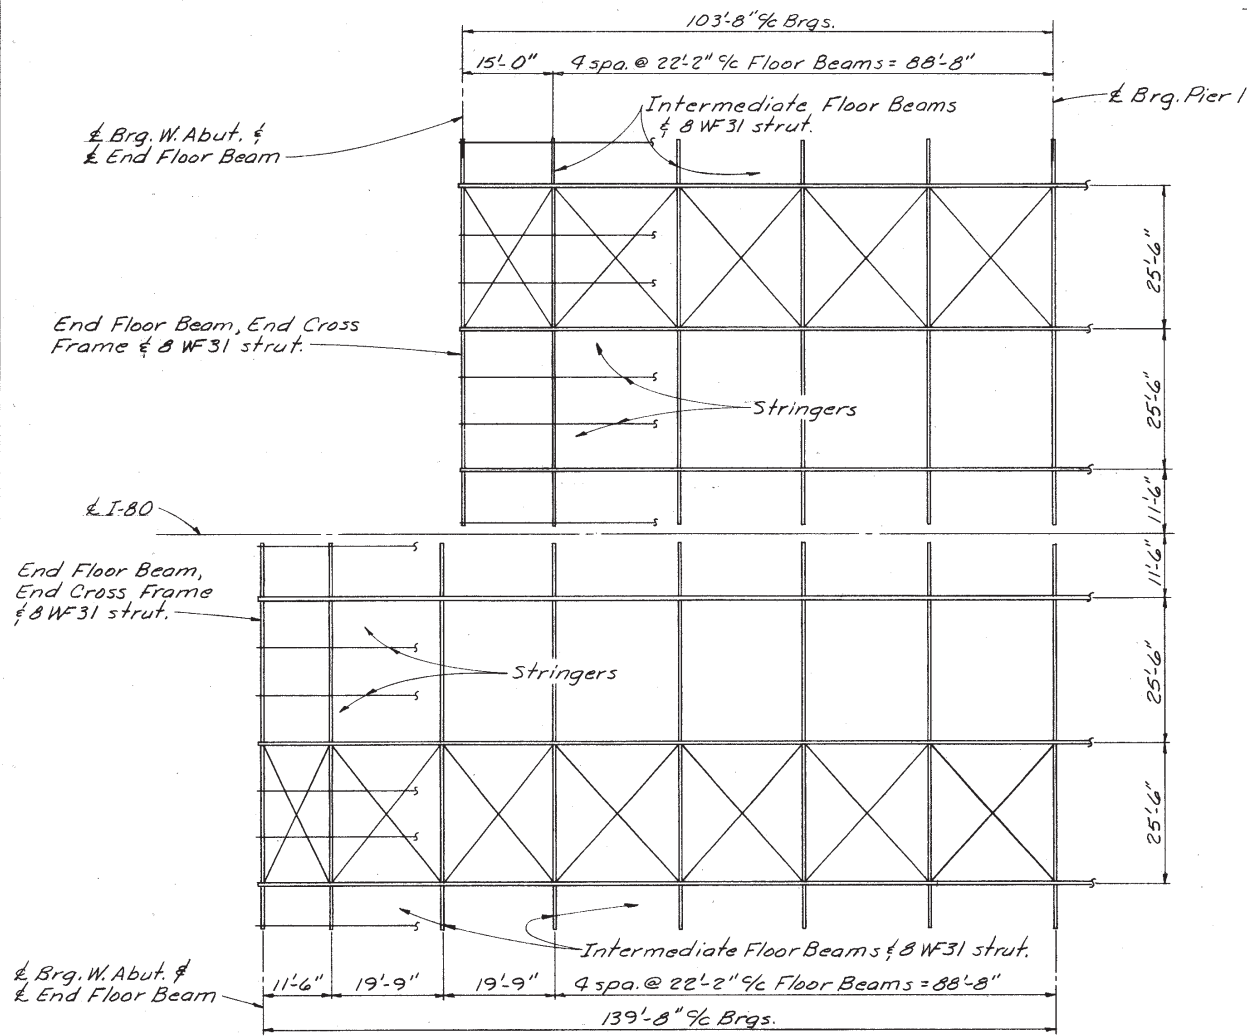 103'-8" c/c Brgs.
15'-0"
4 spa. @ 22'-2" c/c Floor Beams = 88'-8"
℄ Brg. Pier 1
Intermediate Floor Beams
& 8 WF31 strut.
℄ Brg. W. Abut. &
℄ End Floor Beam
25'-6"
End Floor Beam, End Cross
Frame & 8 WF31 strut.
25'-6"
Stringers
11'-6"
℄ I-80
11'-6"
End Floor Beam,
End Cross Frame
& 8 WF31 strut.
25'-6"
Stringers
25'-6"
Intermediate Floor Beams & 8 WF31 strut.
℄ Brg. W. Abut. &
℄ End Floor Beam
11'-6"
19'-9"
19'-9"
4 spa. @ 22'-2" c/c Floor Beams = 88'-8"
139'-8" c/c Brgs.